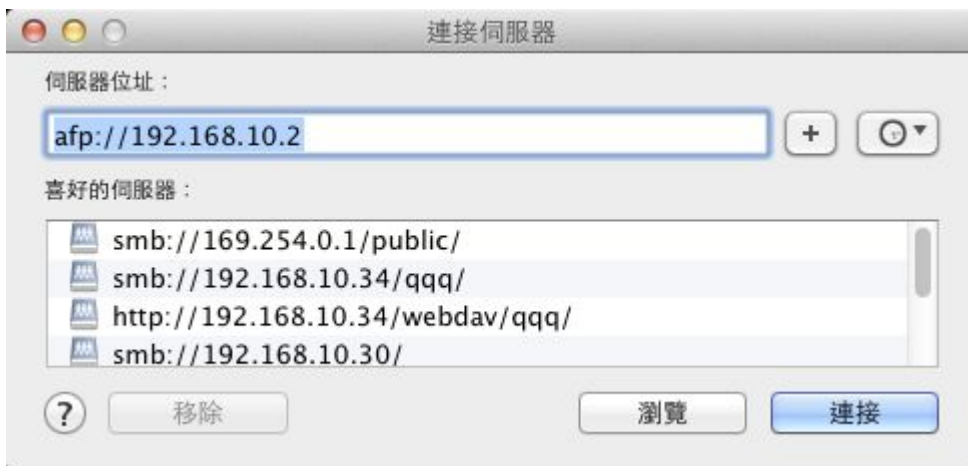 連接伺服器
伺服器位址：
afp://192.168.10.2
+
喜好的伺服器：
smb://169.254.0.1/public/
smb://192.168.10.34/qqq/
http://192.168.10.34/webdav/qqq/
smb://192.168.10.30/
?
移除
瀏覽
連接